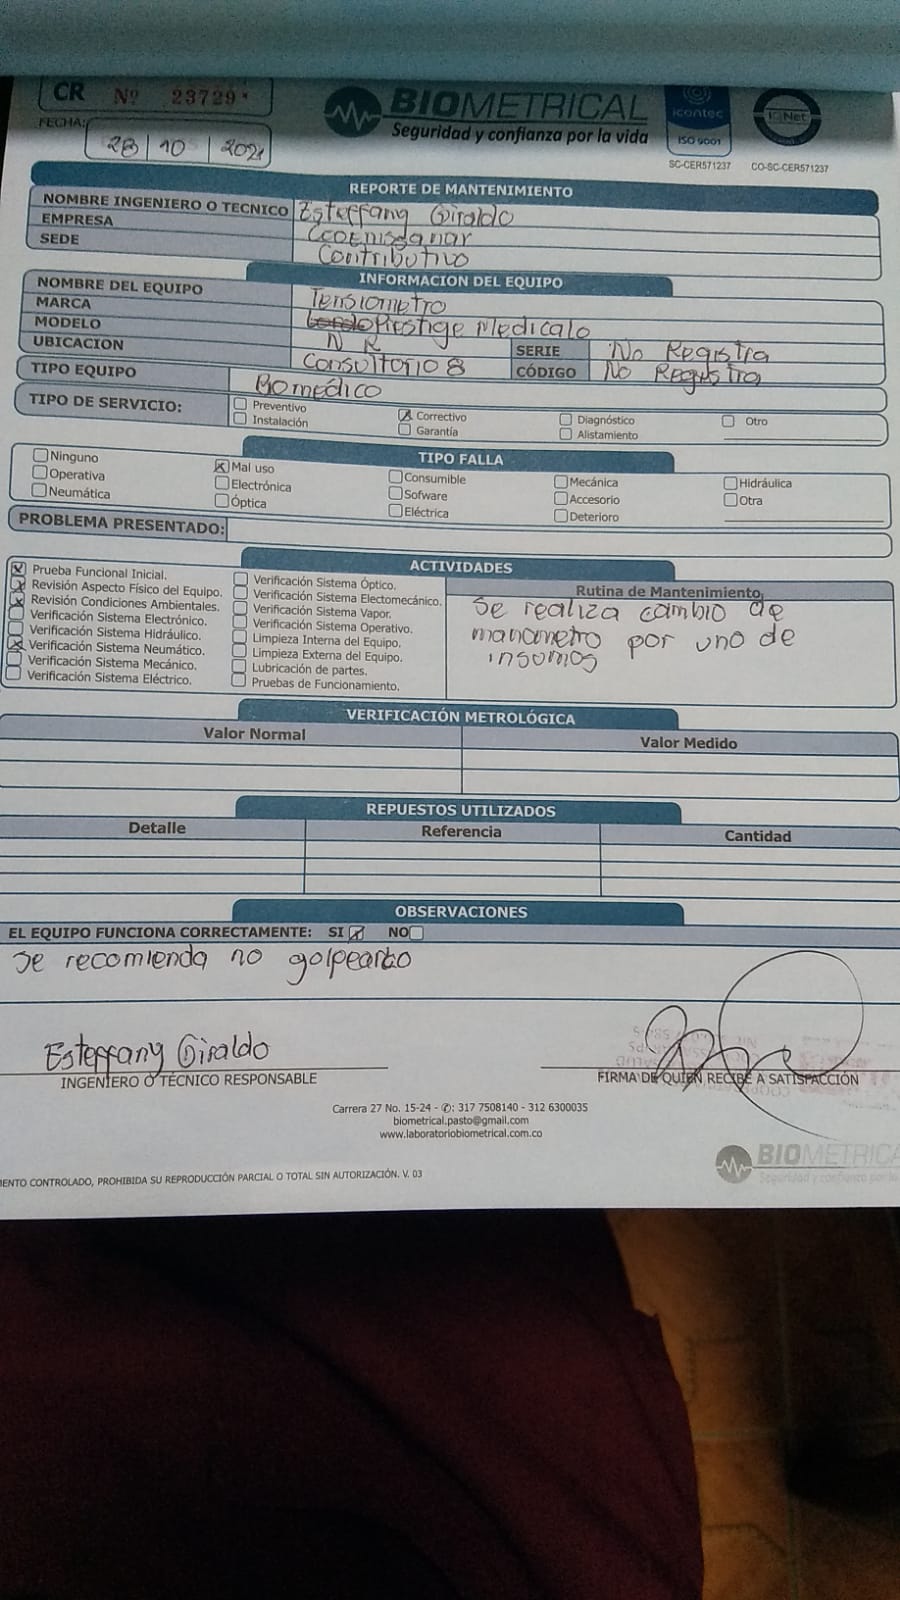 CR Nº 23729
BIOMETRICAL
Seguridad y confianza por la vida
icontec
ISO 9001
SC-CER571237
IQNet
CO-SC-CER571237
FECHA: 28 | 10 | 2021
REPORTE DE MANTENIMIENTO
NOMBRE INGENIERO O TECNICO Esteffany Giraldo
EMPRESA
SEDE Contributivo
INFORMACION DEL EQUIPO
NOMBRE DEL EQUIPO Tensiometro
MARCA Prestige Medicalo
MODELO N R SERIE No Registra
UBICACION Consultorio 8 CÓDIGO No Registra
TIPO EQUIPO Biomédico
TIPO DE SERVICIO: Preventivo Correctivo Diagnóstico Otro
Instalación Garantía Alistamiento
TIPO FALLA
Ninguno Mal uso Consumible Mecánica Hidráulica
Operativa Electrónica Sofware Accesorio Otra
Neumática Óptica Eléctrica Deterioro
PROBLEMA PRESENTADO:
ACTIVIDADES
Prueba Funcional Inicial.
Revisión Aspecto Físico del Equipo.
Revisión Condiciones Ambientales.
Verificación Sistema Electrónico.
Verificación Sistema Hidráulico.
Verificación Sistema Neumático.
Verificación Sistema Mecánico.
Verificación Sistema Eléctrico.
Verificación Sistema Óptico.
Verificación Sistema Electomecánico.
Verificación Sistema Vapor.
Verificación Sistema Operativo.
Limpieza Interna del Equipo.
Limpieza Externa del Equipo.
Lubricación de partes.
Pruebas de Funcionamiento.
Rutina de Mantenimiento,
Se realiza cambio de
manometro por uno de
insumos
VERIFICACIÓN METROLÓGICA
Valor Normal Valor Medido
REPUESTOS UTILIZADOS
Detalle Referencia Cantidad
OBSERVACIONES
EL EQUIPO FUNCIONA CORRECTAMENTE: SI NO
Se recomienda no golpearlo
Esteffany Giraldo
INGENIERO O TÉCNICO RESPONSABLE
FIRMA DE QUIEN RECIBE A SATISFACCIÓN
Carrera 27 No. 15-24 - ✆: 317 7508140 - 312 6300035
biometrical.pasto@gmail.com
www.laboratoriobiometrical.com.co
BIOMETRICA
Seguridad y confianza por la
MENTO CONTROLADO, PROHIBIDA SU REPRODUCCIÓN PARCIAL O TOTAL SIN AUTORIZACIÓN. V. 03